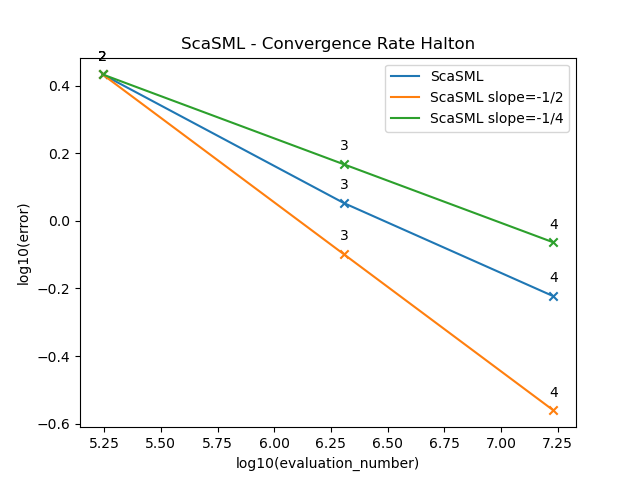 ScaSML - Convergence Rate Halton
2
ScaSML
ScaSML slope=-1/2
ScaSML slope=-1/4
3
3
3
4
4
4
0.4
0.2
0.0
−0.2
−0.4
−0.6
log10(error)
5.25 5.50 5.75 6.00 6.25 6.50 6.75 7.00 7.25
log10(evaluation_number)